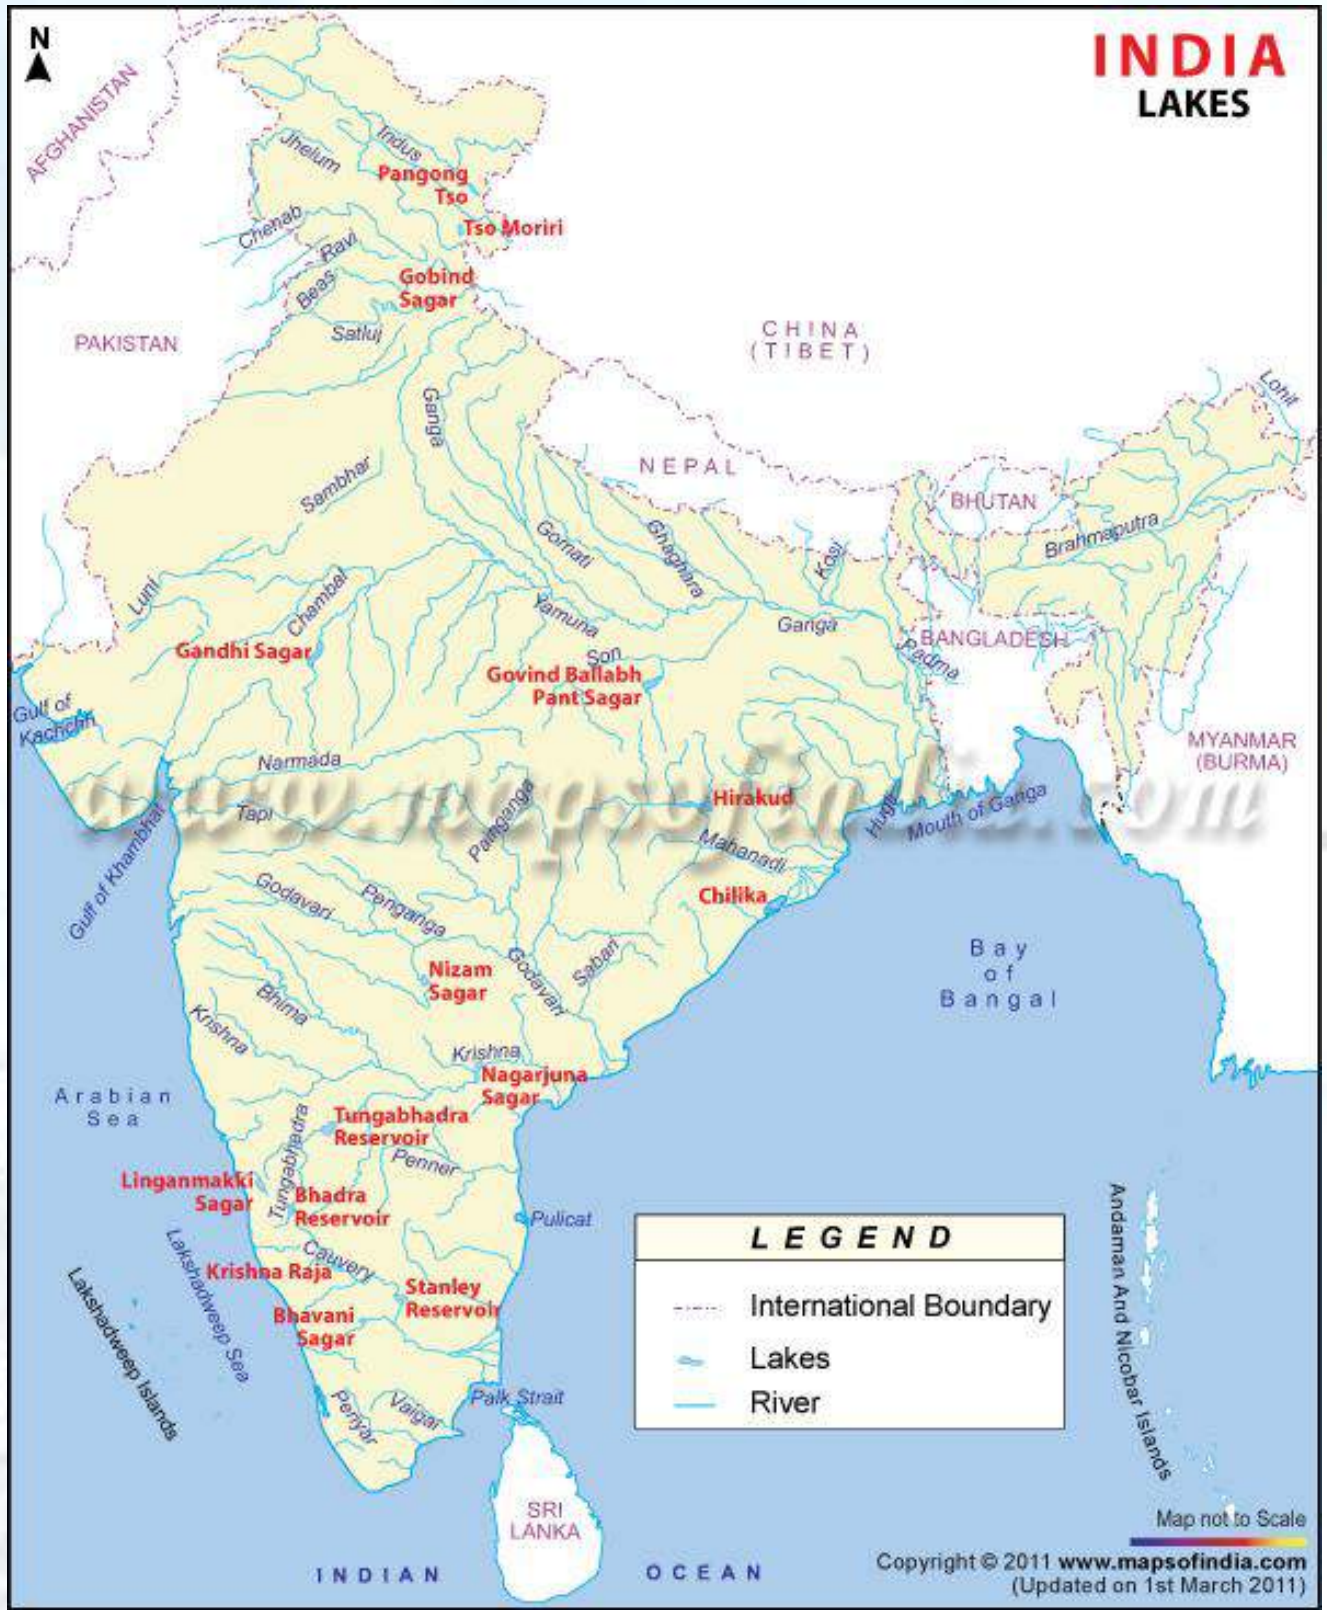 N
INDIA
LAKES
AFGHANISTAN
Indus
Jhelum
Pangong
Tso
Chenab
Tso Moriri
Ravi
Gobind
Sagar
Beas
Satluj
PAKISTAN
CHINA
(TIBET)
Lohit
Ganga
Sambhar
NEPAL
BHUTAN
Brahmaputra
Gomati
Ghaghara
Kosi
Luni
Chambal
Yamuna
Ganga
Gandhi Sagar
BANGLADESH
Padma
Son
Govind Ballabh
Pant Sagar
Gulf of
Kachchh
Narmada
MYANMAR
(BURMA)
www.mapsofindia.com
Hirakud
Tapi
Painganga
Hugli
Mouth of Ganga
Gulf of Khambhat
Mahanadi
Chilika
Godavari
Penganga
Nizam
Sagar
Godavari
Sabari
Bay
of
Bangal
Bhima
Krishna
Krishna
Nagarjuna
Sagar
Arabian
Sea
Tungabhadra
Reservoir
Tungabhadra
Penner
Linganmakki
Sagar
Bhadra
Reservoir
Pulicat
Cauvery
Krishna Raja
Stanley
Reservoir
Bhavani
Sagar
Lakshadweep Sea
Lakshadweep Islands
Periyar
Vaigai
Palk Strait
LEGEND
International Boundary
Lakes
River
Andaman And Nicobar Islands
SRI
LANKA
INDIAN OCEAN
Map not to Scale
Copyright © 2011 www.mapsofindia.com
(Updated on 1st March 2011)